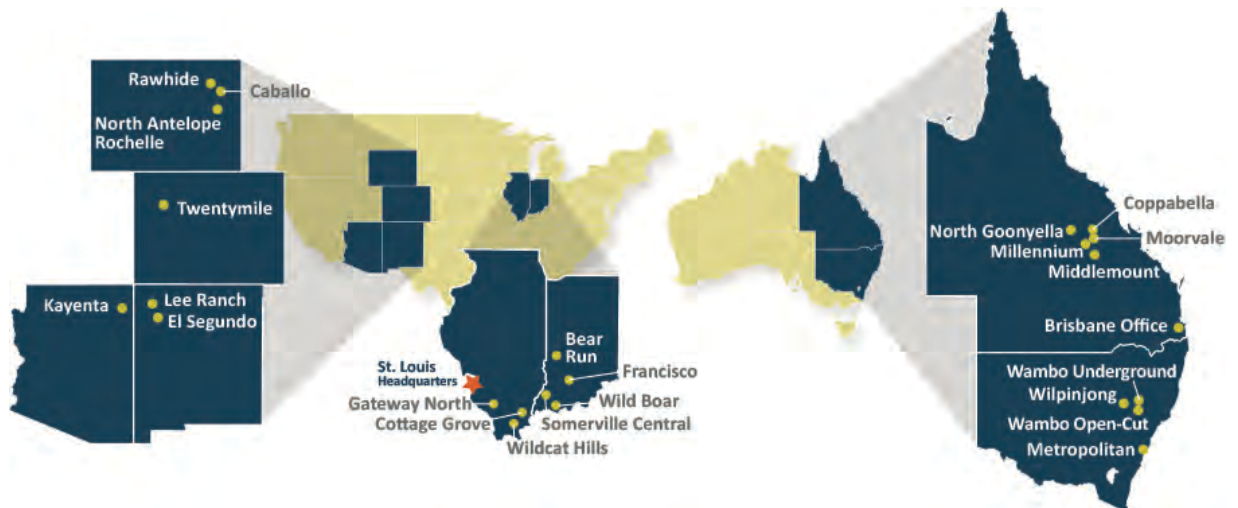 Rawhide
Caballo
North Antelope
Rochelle
Twentymile
Kayenta
Lee Ranch
El Segundo
St. Louis
Headquarters
Bear
Run
Francisco
Gateway North
Wild Boar
Cottage Grove
Somerville Central
Wildcat Hills
Coppabella
North Goonyella
Moorvale
Millennium
Middlemount
Brisbane Office
Wambo Underground
Wilpinjong
Wambo Open-Cut
Metropolitan